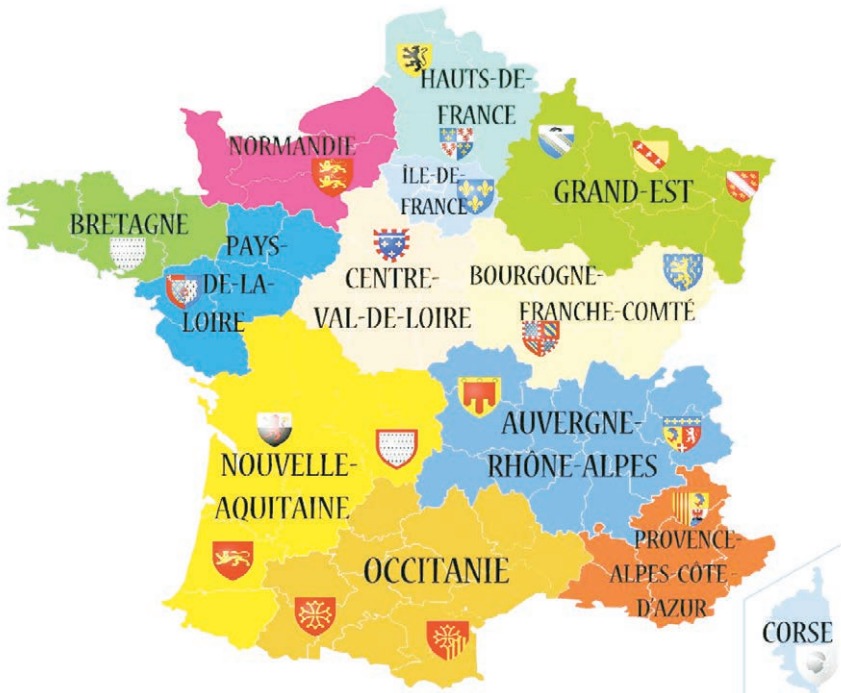 HAUTS-DE-
FRANCE
NORMANDIE
ÎLE-DE-
FRANCE
GRAND-EST
BRETAGNE
PAYS-
DE-LA-
LOIRE
CENTRE-
VAL-DE-LOIRE
BOURGOGNE-
FRANCHE-COMTÉ
NOUVELLE-
AQUITAINE
AUVERGNE-
RHÔNE-ALPES
OCCITANIE
PROVENCE-
ALPES-CÔTE-
D'AZUR
CORSE